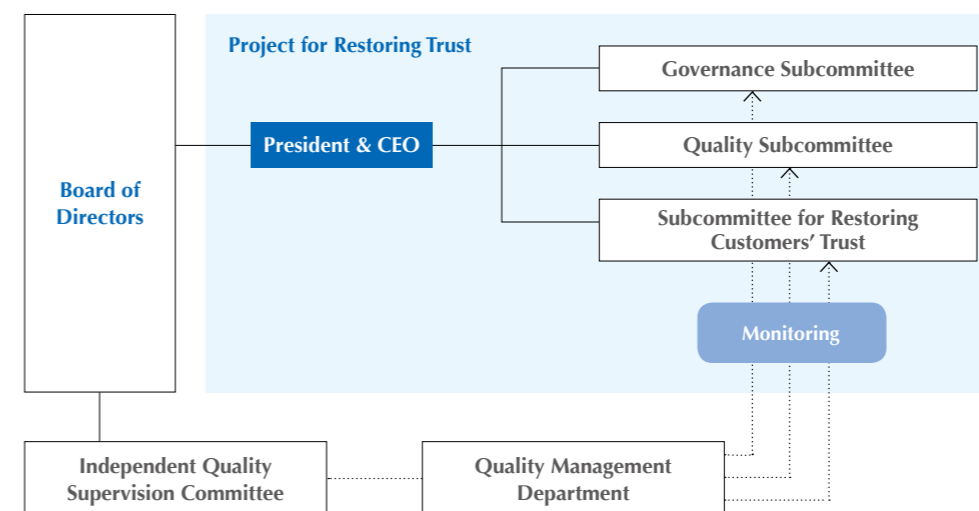 Project for Restoring Trust
Governance Subcommittee
President & CEO
Quality Subcommittee
Board of
Directors
Subcommittee for Restoring
Customers’ Trust
Monitoring
Independent Quality
Supervision Committee
Quality Management
Department